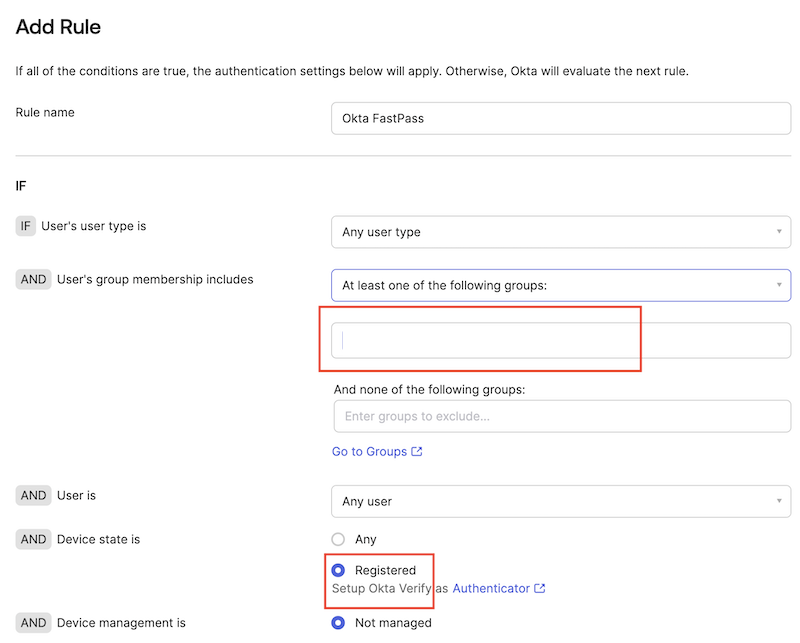 Add Rule
If all of the conditions are true, the authentication settings below will apply. Otherwise, Okta will evaluate the next rule.
Rule name
Okta FastPass
IF
IF User's user type is
Any user type
AND User's group membership includes
At least one of the following groups:
And none of the following groups:
Enter groups to exclude...
Go to Groups
AND User is
Any user
AND Device state is
Any
Registered
Setup Okta Verify as Authenticator
AND Device management is
Not managed